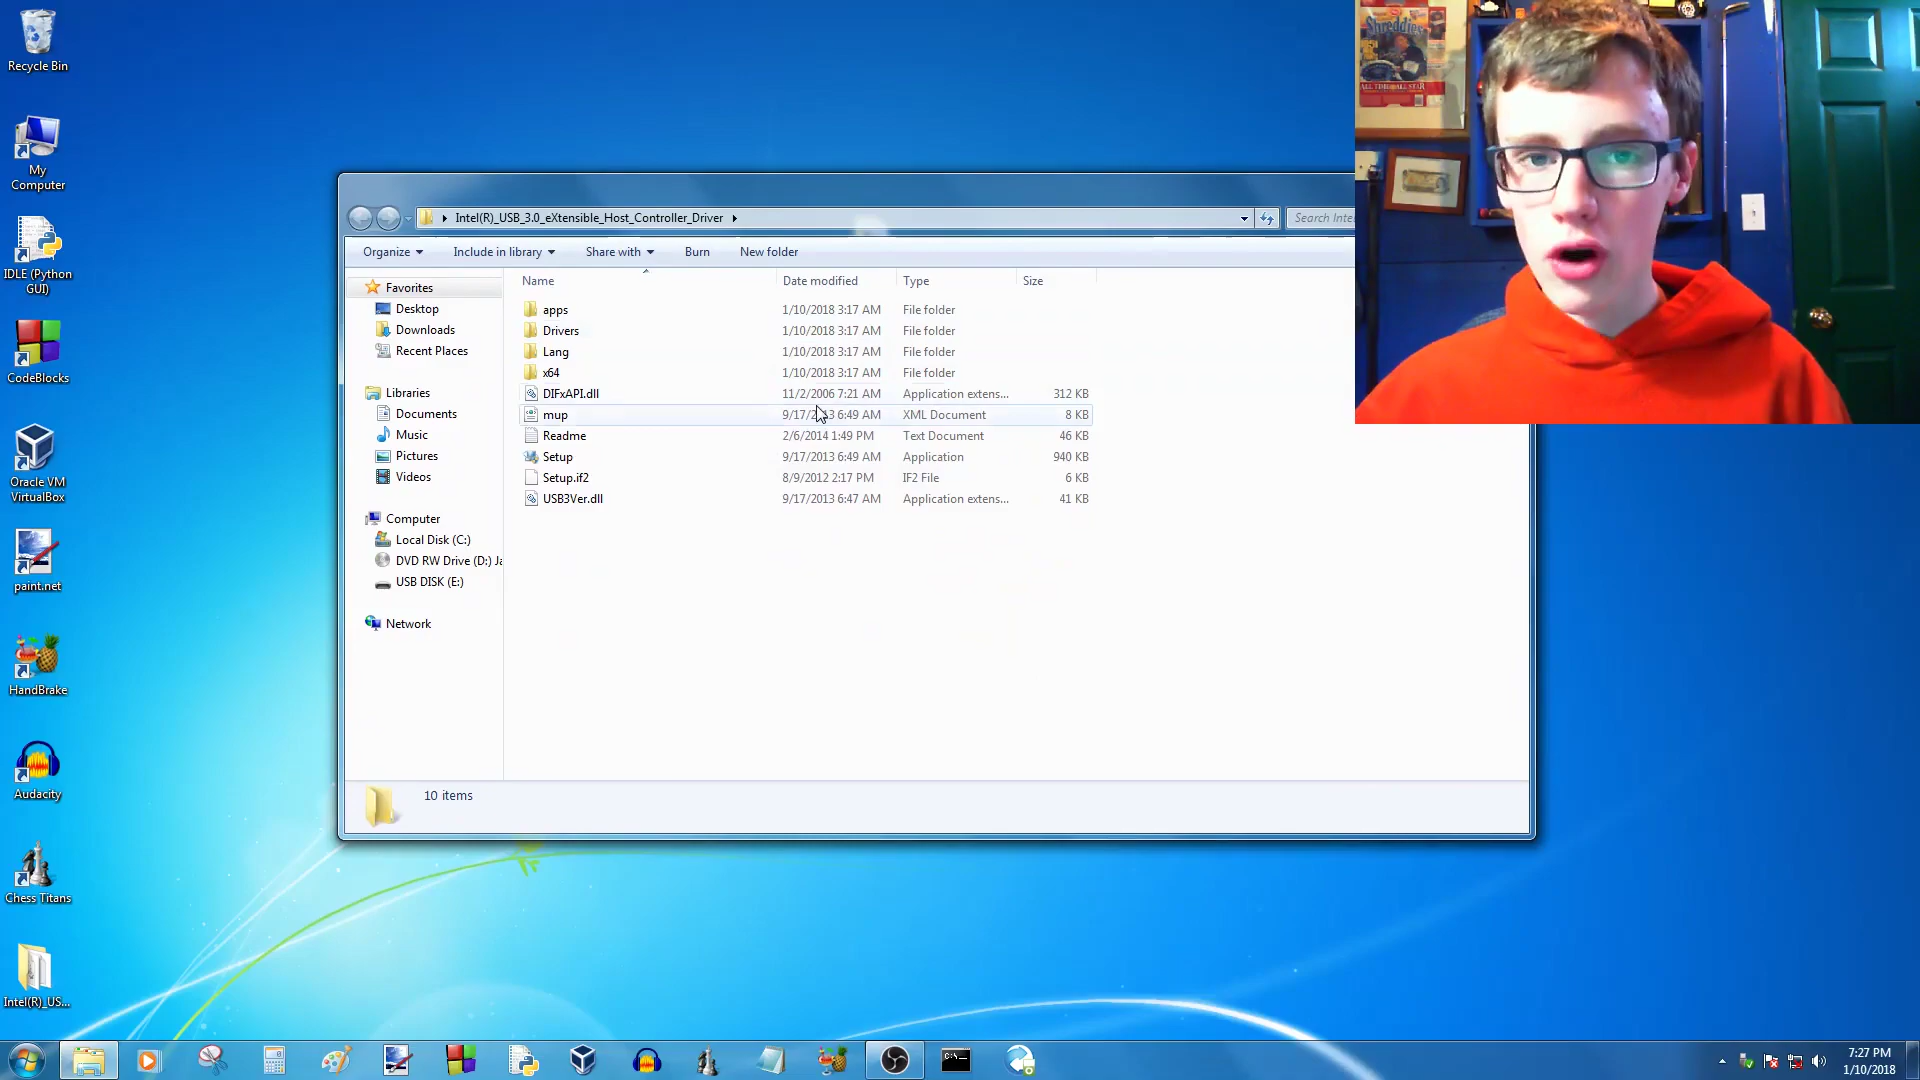 Recycle Bin
My
Computer
IDLE (Python
GUI)
CodeBlocks
Oracle VM
VirtualBox
paint.net
HandBrake
Audacity
Chess Titans
Intel(R)_US...
Intel(R)_USB_3.0_eXtensible_Host_Controller_Driver
Search Inte
Organize Include in library Share with Burn New folder
Favorites
Desktop
Downloads
Recent Places
Libraries
Documents
Music
Pictures
Videos
Computer
Local Disk (C:)
DVD RW Drive (D:) Ja
USB DISK (E:)
Network
Name Date modified Type Size
apps 1/10/2018 3:17 AM File folder
Drivers 1/10/2018 3:17 AM File folder
Lang 1/10/2018 3:17 AM File folder
x64 1/10/2018 3:17 AM File folder
DIFxAPI.dll 11/2/2006 7:21 AM Application extens... 312 KB
mup 9/17/2013 6:49 AM XML Document 8 KB
Readme 2/6/2014 1:49 PM Text Document 46 KB
Setup 9/17/2013 6:49 AM Application 940 KB
Setup.if2 8/9/2012 2:17 PM IF2 File 6 KB
USB3Ver.dll 9/17/2013 6:47 AM Application extens... 41 KB
10 items
Shreddies
ALL TIME ALL STAR
C:\_
7:27 PM
1/10/2018